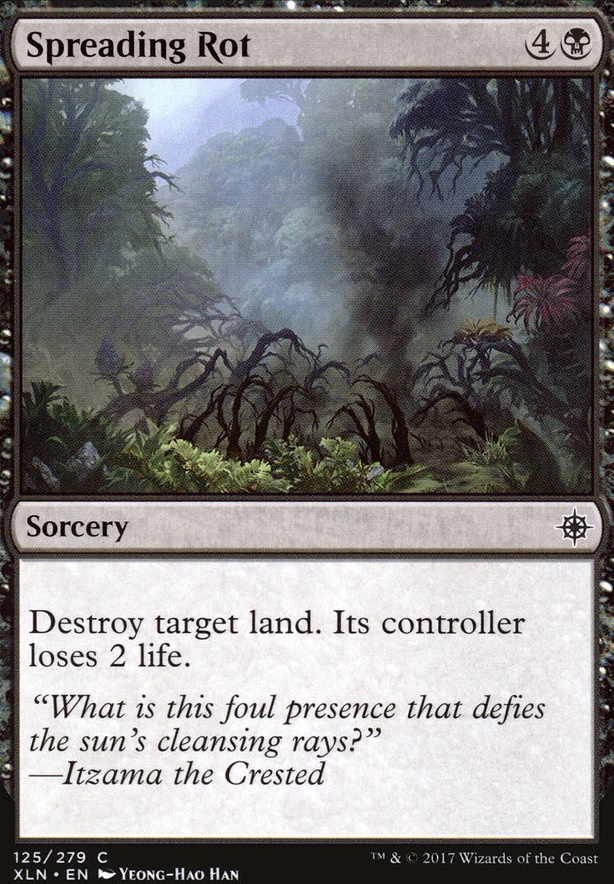 Spreading Rot
4
Sorcery
Destroy target land. Its controller
loses 2 life.
“What is this foul presence that defies
the sun’s cleansing rays?”
—Itzama the Crested
125/279 C
XLN • EN Yeong-Hao Han
™ & © 2017 Wizards of the Coast